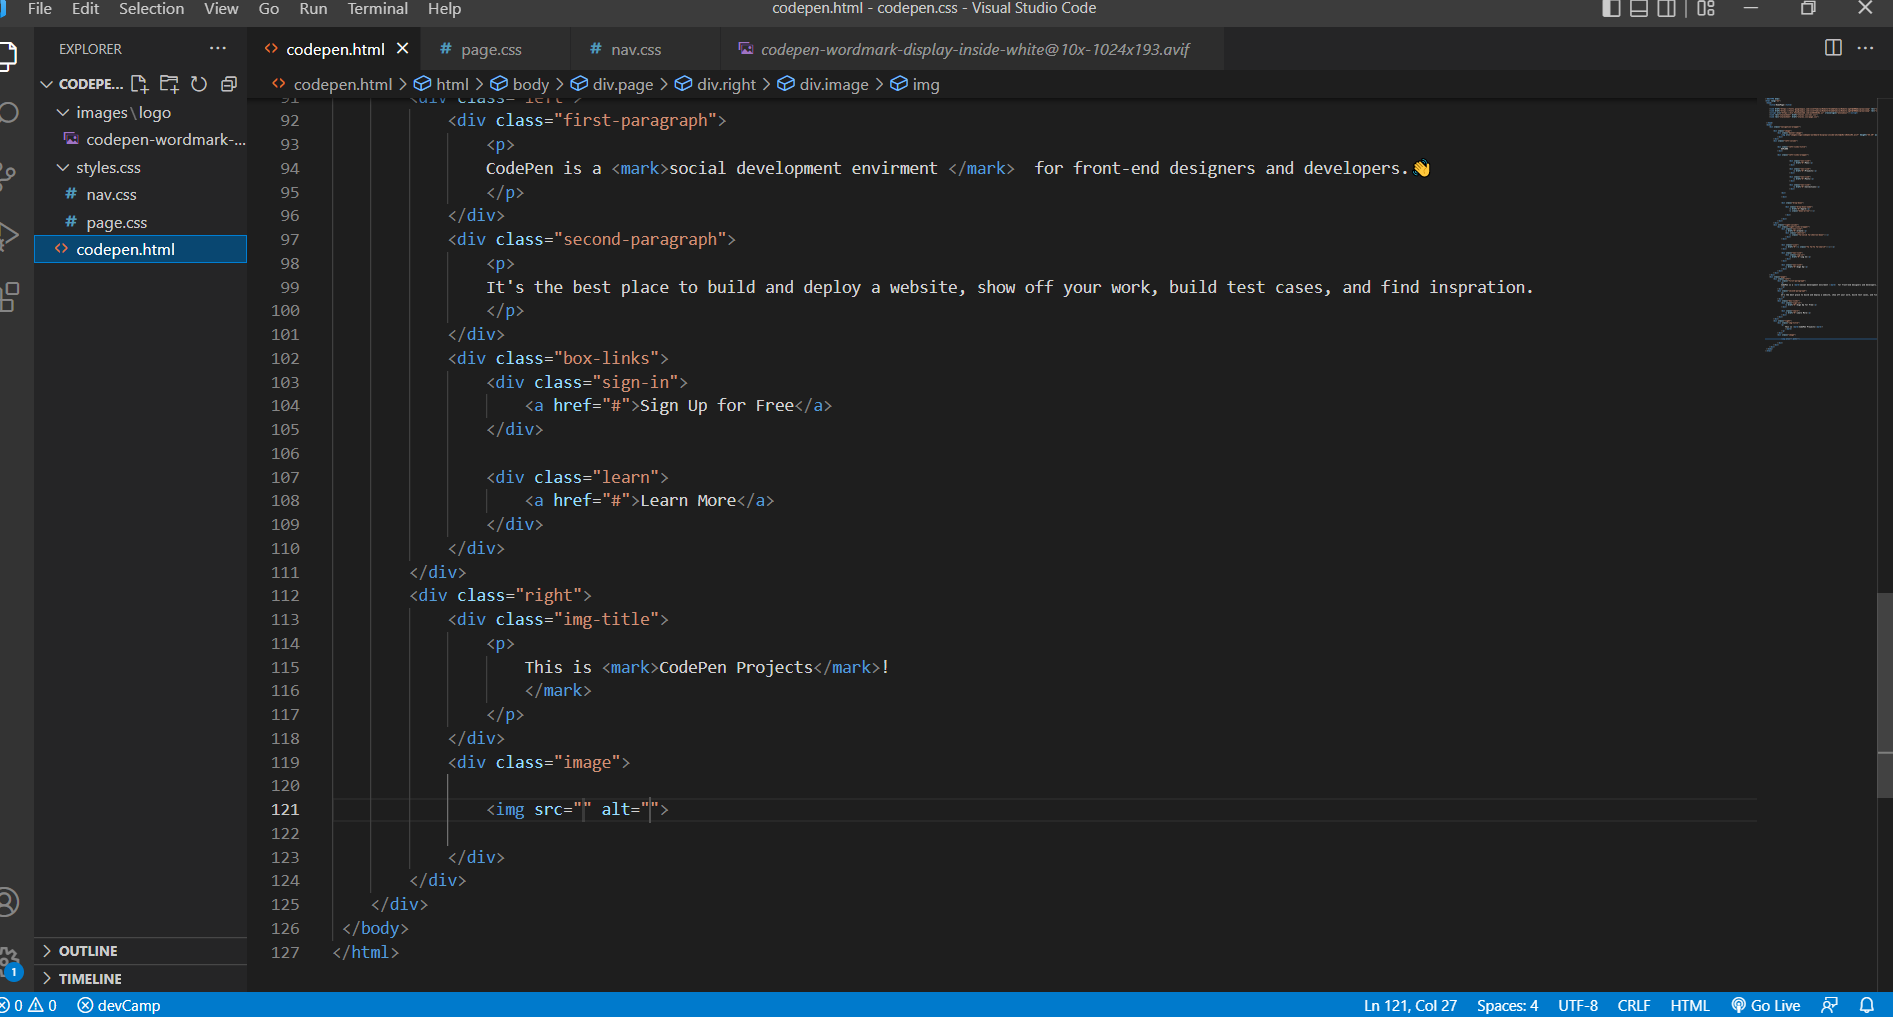 File Edit Selection View Go Run Terminal Help codepen.html - codepen.css - Visual Studio Code
EXPLORER ··· <> codepen.html × # page.css # nav.css codepen-wordmark-display-inside-white@10x-1024x193.avif ···
CODEPE... <> codepen.html > html > body > div.page > div.right > div.image > img
images\logo
codepen-wordmark-...
styles.css
# nav.css
# page.css
<> codepen.html
91 <div class="left">
92 <div class="first-paragraph">
93 <p>
94 CodePen is a <mark>social development envirment </mark>  for front-end designers and developers.👋
95 </p>
96 </div>
97 <div class="second-paragraph">
98 <p>
99 It's the best place to build and deploy a website, show off your work, build test cases, and find inspration.
100 </p>
101 </div>
102 <div class="box-links">
103 <div class="sign-in">
104 <a href="#">Sign Up for Free</a>
105 </div>
106
107 <div class="learn">
108 <a href="#">Learn More</a>
109 </div>
110 </div>
111 </div>
112 <div class="right">
113 <div class="img-title">
114 <p>
115 This is <mark>CodePen Projects</mark>!
116 </mark>
117 </p>
118 </div>
119 <div class="image">
120
121 <img src="" alt="">
122
123 </div>
124 </div>
125 </div>
126 </body>
127 </html>
OUTLINE
TIMELINE
1
0 0 devCamp Ln 121, Col 27 Spaces: 4 UTF-8 CRLF HTML Go Live